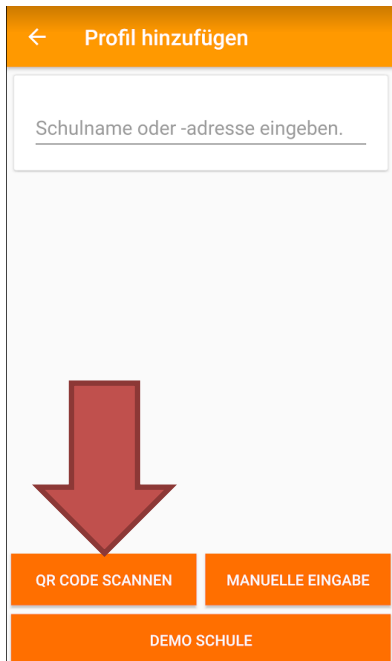 Profil hinzufügen
Schulname oder -adresse eingeben.
QR CODE SCANNEN
MANUELLE EINGABE
DEMO SCHULE